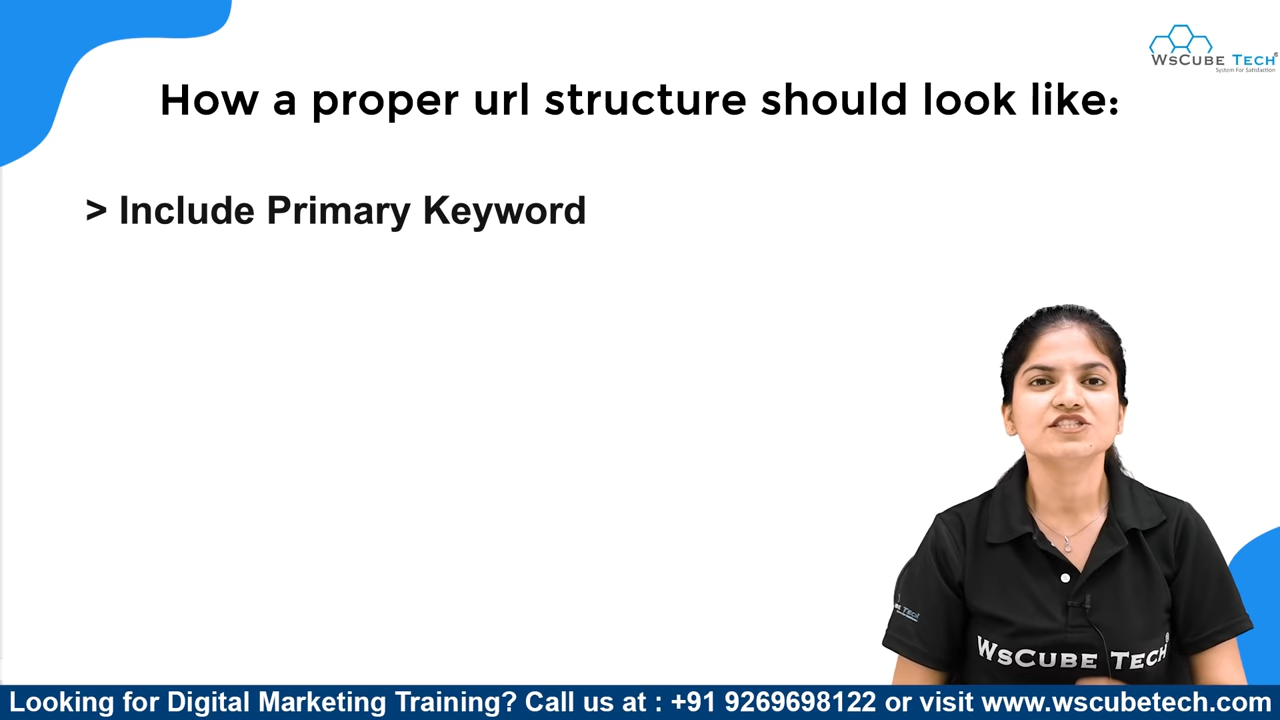 WsCube Tech®
System For Satisfaction
How a proper url structure should look like:
> Include Primary Keyword
Tech
WsCube Tech®
Looking for Digital Marketing Training? Call us at : +91 9269698122 or visit www.wscubetech.com